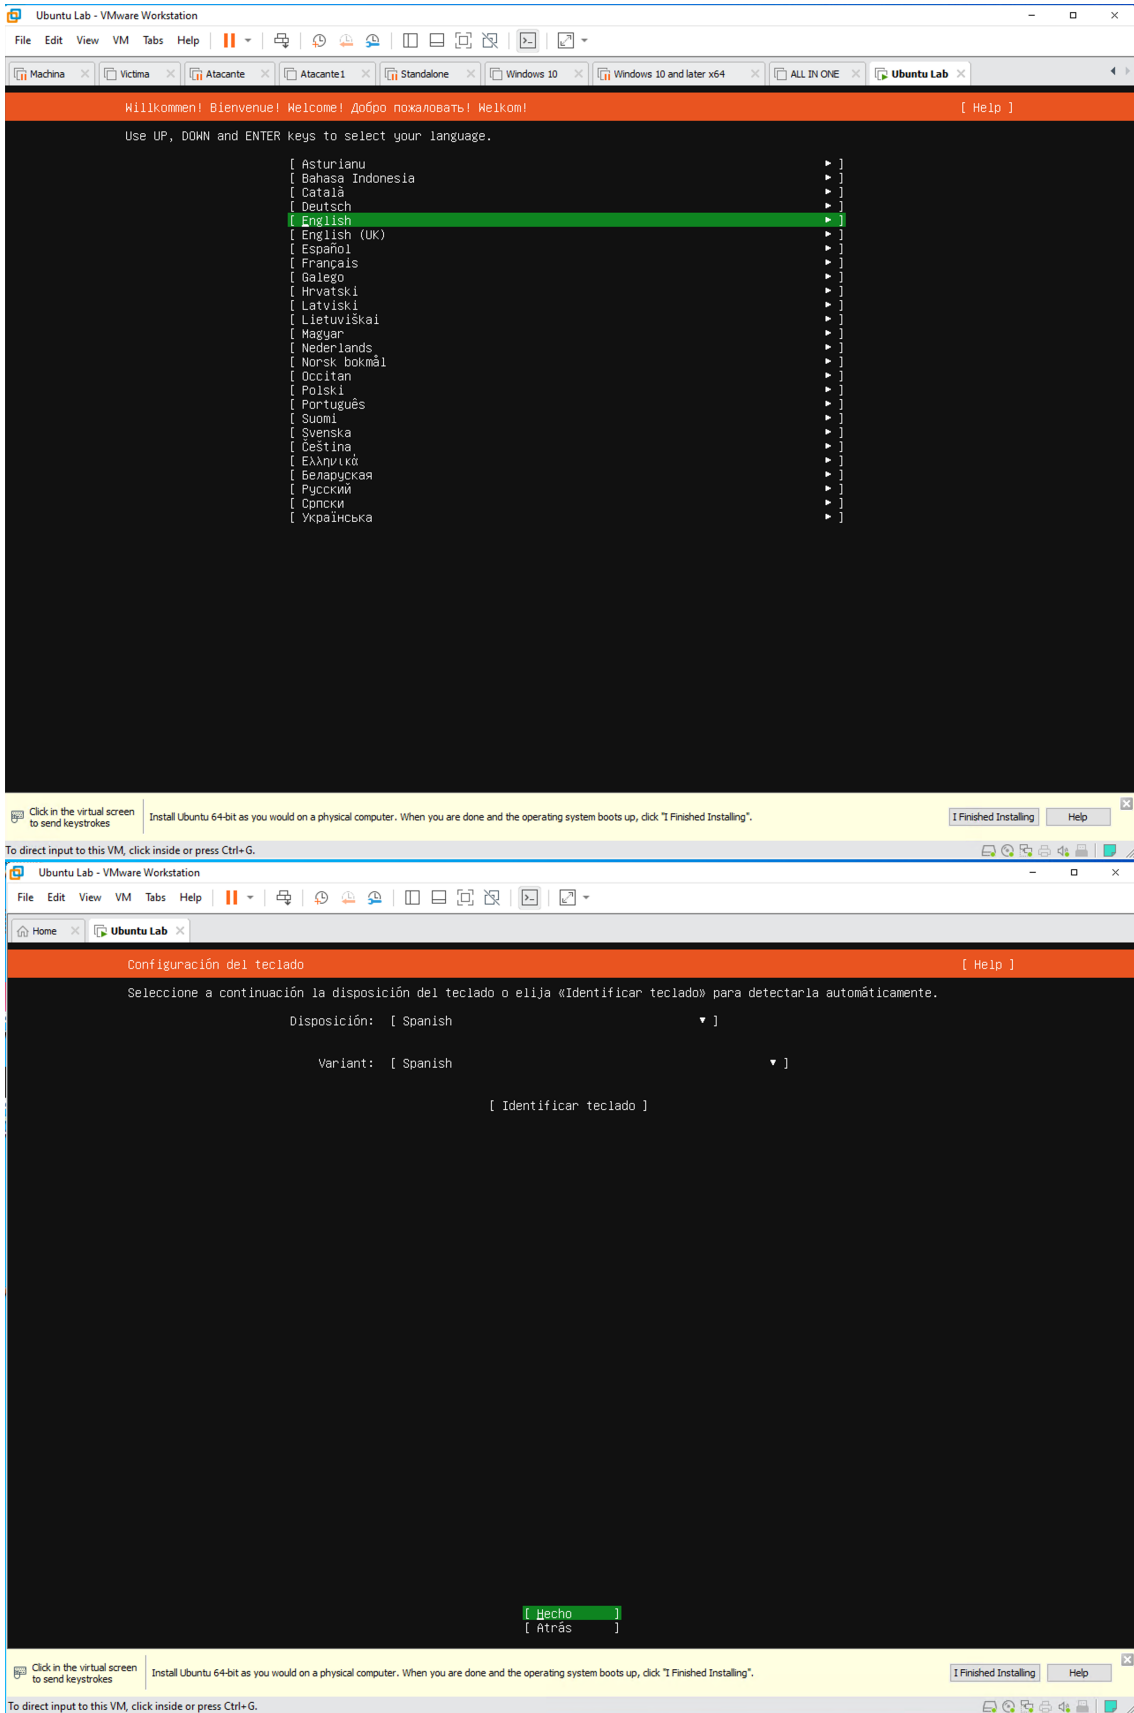 Ubuntu Lab - VMware Workstation
File Edit View VM Tabs Help
Machina Victima Atacante Atacante1 Standalone Windows 10 Windows 10 and later x64 ALL IN ONE Ubuntu Lab
Willkommen! Bienvenue! Welcome! Добро пожаловать! Welkom! [ Help ]
Use UP, DOWN and ENTER keys to select your language.
[ Asturianu ► ]
[ Bahasa Indonesia ► ]
[ Català ► ]
[ Deutsch ► ]
[ English ► ]
[ English (UK) ► ]
[ Español ► ]
[ Français ► ]
[ Galego ► ]
[ Hrvatski ► ]
[ Latviski ► ]
[ Lietuviškai ► ]
[ Magyar ► ]
[ Nederlands ► ]
[ Norsk bokmål ► ]
[ Occitan ► ]
[ Polski ► ]
[ Português ► ]
[ Suomi ► ]
[ Svenska ► ]
[ Čeština ► ]
[ Ελληνικά ► ]
[ Беларуская ► ]
[ Русский ► ]
[ Српски ► ]
[ Українська ► ]
Click in the virtual screen
to send keystrokes
Install Ubuntu 64-bit as you would on a physical computer. When you are done and the operating system boots up, click "I Finished Installing".
I Finished Installing Help
To direct input to this VM, click inside or press Ctrl+G.
Ubuntu Lab - VMware Workstation
File Edit View VM Tabs Help
Home Ubuntu Lab
Configuración del teclado [ Help ]
Seleccione a continuación la disposición del teclado o elija «Identificar teclado» para detectarla automáticamente.
Disposición: [ Spanish ▼ ]
Variant: [ Spanish ▼ ]
[ Identificar teclado ]
[ Hecho ]
[ Atrás ]
Click in the virtual screen
to send keystrokes
Install Ubuntu 64-bit as you would on a physical computer. When you are done and the operating system boots up, click "I Finished Installing".
I Finished Installing Help
To direct input to this VM, click inside or press Ctrl+G.